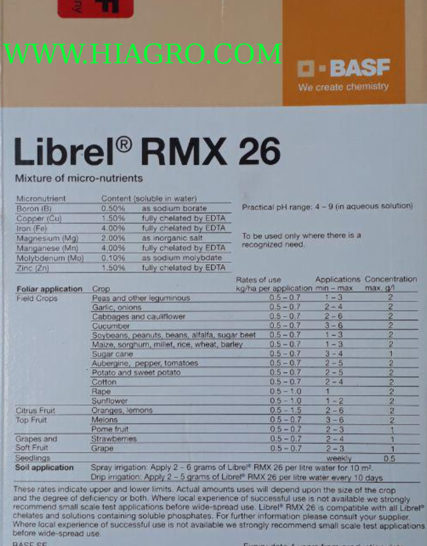 F
ny
WWW.HIAGRO.COM
BASF
We create chemistry
Librel® RMX 26
Mixture of micro-nutrients
Micronutrient Content (soluble in water)
Boron (B) 0.50% as sodium borate
Copper (Cu) 1.50% fully chelated by EDTA
Iron (Fe) 4.00% fully chelated by EDTA
Magnesium (Mg) 2.00% as inorganic salt
Manganese (Mn) 4.00% fully chelated by EDTA
Molybdenum (Mo) 0.10% as sodium molybdate
Zinc (Zn) 1.50% fully chelated by EDTA
Practical pH range: 4 – 9 (in aqueous solution)
To be used only where there is a
recognized need.
Rates of use Applications Concentration
Foliar application Crop kg/ha per application min – max max. g/l
Field Crops Peas and other leguminous 0.5 – 0.7 1 – 3 2
Garlic, onions 0.5 – 0.7 2 – 4 2
Cabbages and cauliflower 0.5 – 0.7 2 – 6 2
Cucumber 0.5 – 0.7 3 – 6 2
Soybeans, peanuts, beans, alfalfa, sugar beet 0.5 – 0.7 1 – 3 2
Maize, sorghum, millet, rice, wheat, barley 0.5 – 0.7 1 – 3 2
Sugar cane 0.5 – 0.7 3 – 4 1
Aubergine, pepper, tomatoes 0.5 – 0.7 2 – 5 2
Potato and sweet potato 0.5 – 0.7 2 – 5 2
Cotton 0.5 – 0.7 2 – 4 2
Rape 0.5 – 1.0 1 2
Sunflower 0.5 – 1.0 1 – 2 2
Citrus Fruit Oranges, lemons 0.5 – 1.5 2 – 6 2
Top Fruit Melons 0.5 – 0.7 3 – 6 2
Pome fruit 0.5 – 0.7 2 – 3 1
Grapes and Strawberries 0.5 – 0.7 2 – 4 1
Soft Fruit Grape 0.5 – 0.7 2 – 3 1
Seedlings weekly 0.5
Soil application Spray irrigation: Apply 2 – 6 grams of Librel® RMX 26 per litre water for 10 m².
Drip irrigation: Apply 2 – 5 grams of Librel® RMX 26 per litre water every 10 days
These rates indicate upper and lower limits. Actual amounts uses will depend upon the size of the crop
and the degree of deficiency or both. Where local experience of successful use is not available we strongly
recommend small scale test applications before wide-spread use. Librel® RMX 26 is compatible with all Librel®
chelates and solutions containing soluble phosphates. For further information please consult your supplier.
Where local experience of successful use is not available we strongly recommend small scale test applications
before wide-spread use.
BASF SE